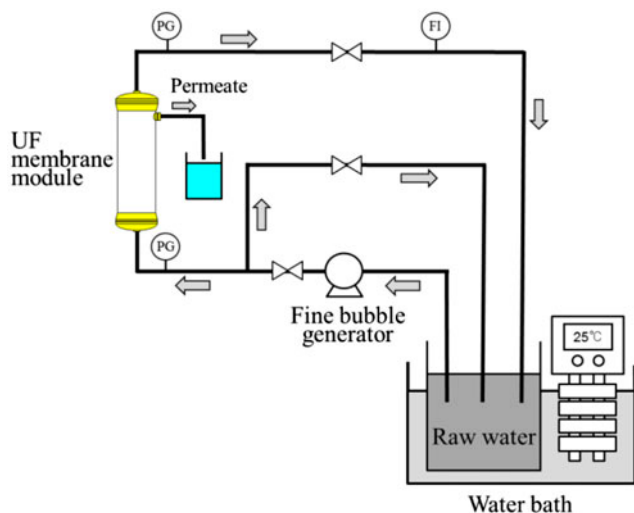 PG
FI
Permeate
UF
membrane
module
PG
Fine bubble
generator
25℃
Raw water
Water bath